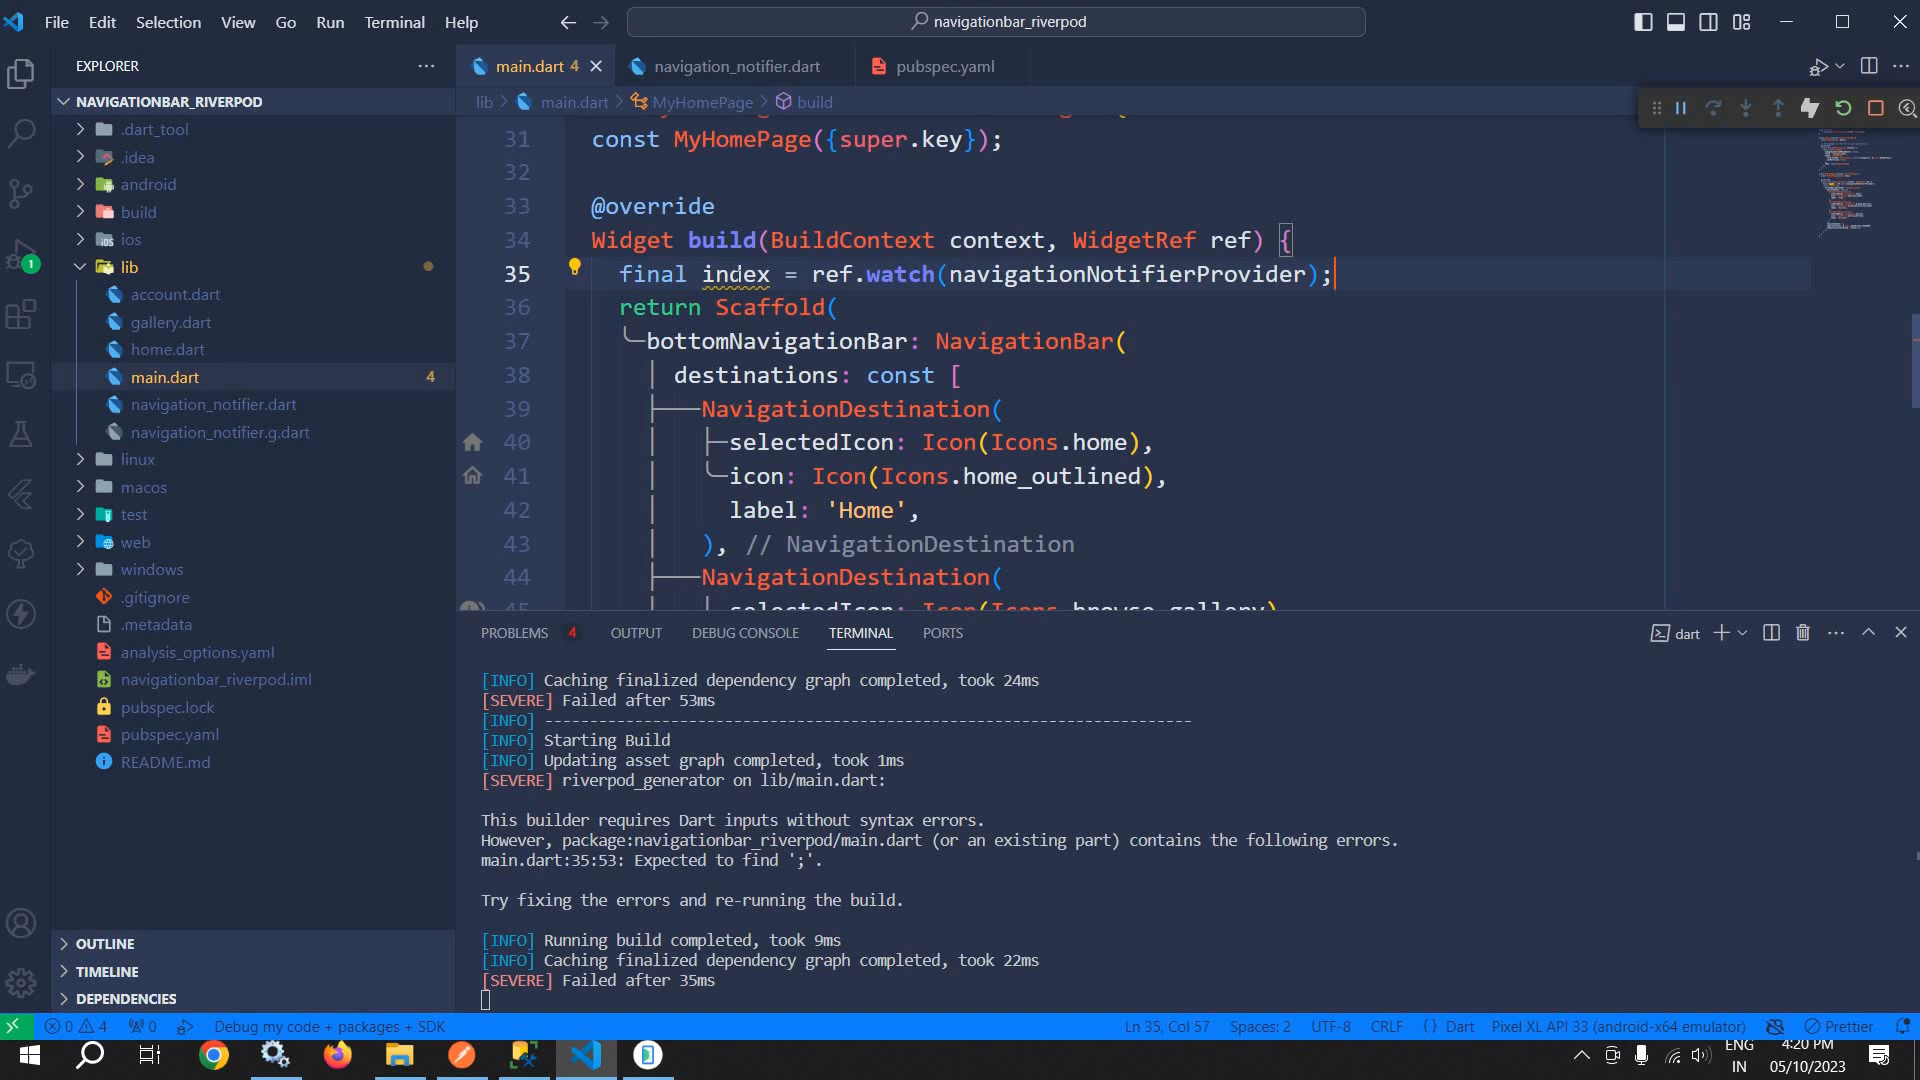 File Edit Selection View Go Run Terminal Help
navigationbar_riverpod
EXPLORER
main.dart 4
navigation_notifier.dart
pubspec.yaml
lib > main.dart > MyHomePage > build
NAVIGATIONBAR_RIVERPOD
.dart_tool
.idea
android
build
ios
lib
account.dart
gallery.dart
home.dart
main.dart 4
navigation_notifier.dart
navigation_notifier.g.dart
linux
macos
test
web
windows
.gitignore
.metadata
analysis_options.yaml
navigationbar_riverpod.iml
pubspec.lock
pubspec.yaml
README.md
OUTLINE
TIMELINE
DEPENDENCIES
1
31 const MyHomePage({super.key});
32
33 @override
34 Widget build(BuildContext context, WidgetRef ref) {
35 final index = ref.watch(navigationNotifierProvider);
36 return Scaffold(
37 bottomNavigationBar: NavigationBar(
38 destinations: const [
39 NavigationDestination(
40 selectedIcon: Icon(Icons.home),
41 icon: Icon(Icons.home_outlined),
42 label: 'Home',
43 ), // NavigationDestination
44 NavigationDestination(
45 selectedIcon: Icon(Icons.browse_gallery)
PROBLEMS 4 OUTPUT DEBUG CONSOLE TERMINAL PORTS
dart
[INFO] Caching finalized dependency graph completed, took 24ms
[SEVERE] Failed after 53ms
[INFO] ------------------------------------------------------------------------
[INFO] Starting Build
[INFO] Updating asset graph completed, took 1ms
[SEVERE] riverpod_generator on lib/main.dart:
This builder requires Dart inputs without syntax errors.
However, package:navigationbar_riverpod/main.dart (or an existing part) contains the following errors.
main.dart:35:53: Expected to find ';'.
Try fixing the errors and re-running the build.
[INFO] Running build completed, took 9ms
[INFO] Caching finalized dependency graph completed, took 22ms
[SEVERE] Failed after 35ms
0 4 0 Debug my code + packages + SDK Ln 35, Col 57 Spaces: 2 UTF-8 CRLF {} Dart Pixel XL API 33 (android-x64 emulator) Prettier
ENG
IN
4:20 PM
05/10/2023